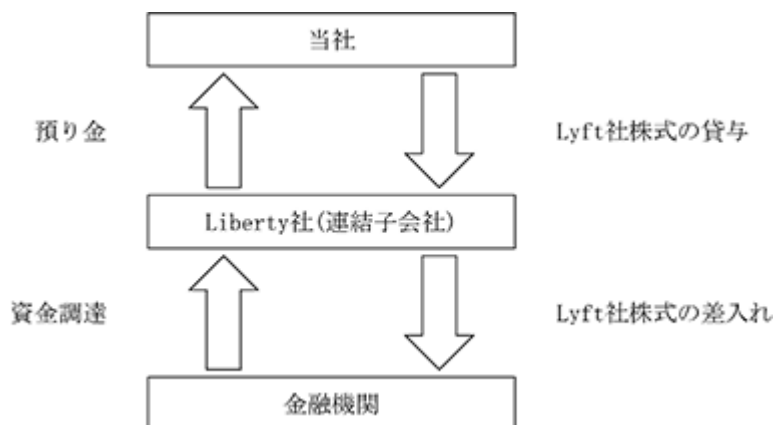 当社
預り金
Lyft社株式の貸与
Liberty社(連結子会社)
資金調達
Lyft社株式の差入れ
金融機関